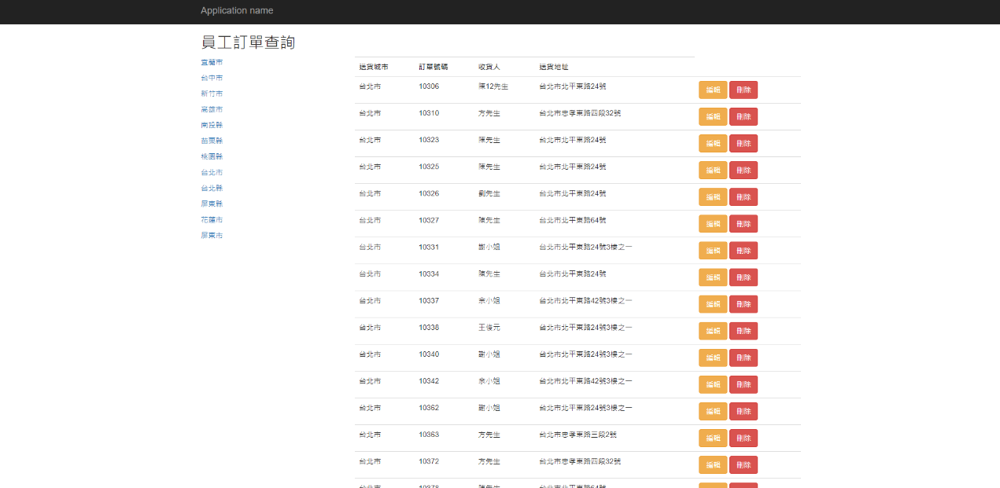 Application name
員工訂單查詢
宜蘭市
台中市
新竹市
高雄市
南投縣
苗栗縣
桃園縣
台北市
台北縣
屏東縣
花蓮市
屏東市
送貨城市 訂單號碼 收貨人 送貨地址
台北市 10306 陳12先生 台北市北平東路24號 編輯 刪除
台北市 10310 方先生 台北市忠孝東路四段32號 編輯 刪除
台北市 10323 陳先生 台北市北平東路24號 編輯 刪除
台北市 10325 陳先生 台北市北平東路24號 編輯 刪除
台北市 10326 劉先生 台北市北平東路24號 編輯 刪除
台北市 10327 陳先生 台北市北平東路64號 編輯 刪除
台北市 10331 謝小姐 台北市北平東路24號3樓之一 編輯 刪除
台北市 10334 陳先生 台北市北平東路24號 編輯 刪除
台北市 10337 余小姐 台北市北平東路42號3樓之一 編輯 刪除
台北市 10338 王俊元 台北市北平東路24號3樓之一 編輯 刪除
台北市 10340 謝小姐 台北市北平東路24號3樓之一 編輯 刪除
台北市 10342 余小姐 台北市北平東路42號3樓之一 編輯 刪除
台北市 10362 謝小姐 台北市北平東路24號3樓之一 編輯 刪除
台北市 10363 方先生 台北市忠孝東路三段2號 編輯 刪除
台北市 10372 方先生 台北市忠孝東路四段32號 編輯 刪除